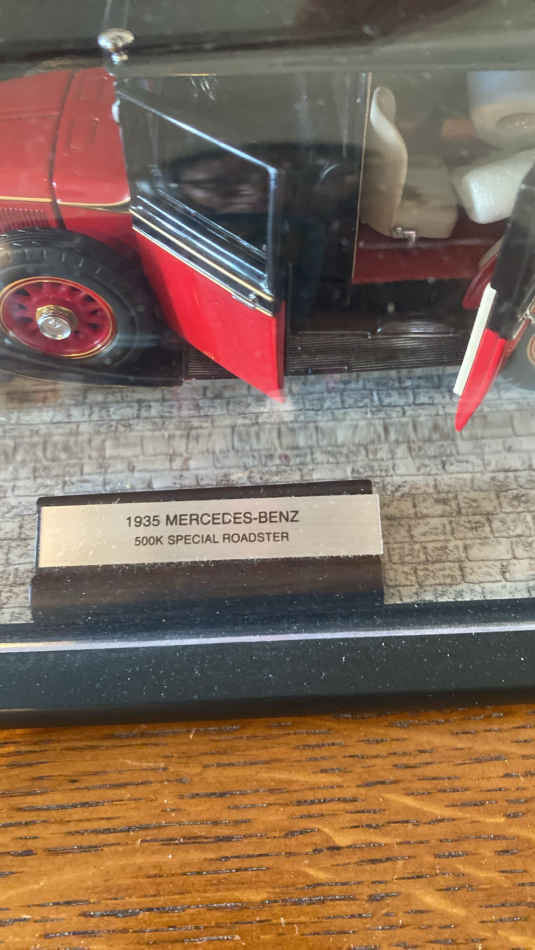 1935 MERCEDES-BENZ
500K SPECIAL ROADSTER